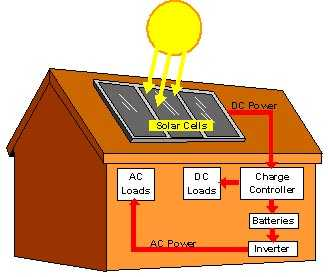 DC Power
Solar Cells
AC
Loads
DC
Loads
Charge
Controller
Batteries
AC Power
Inverter